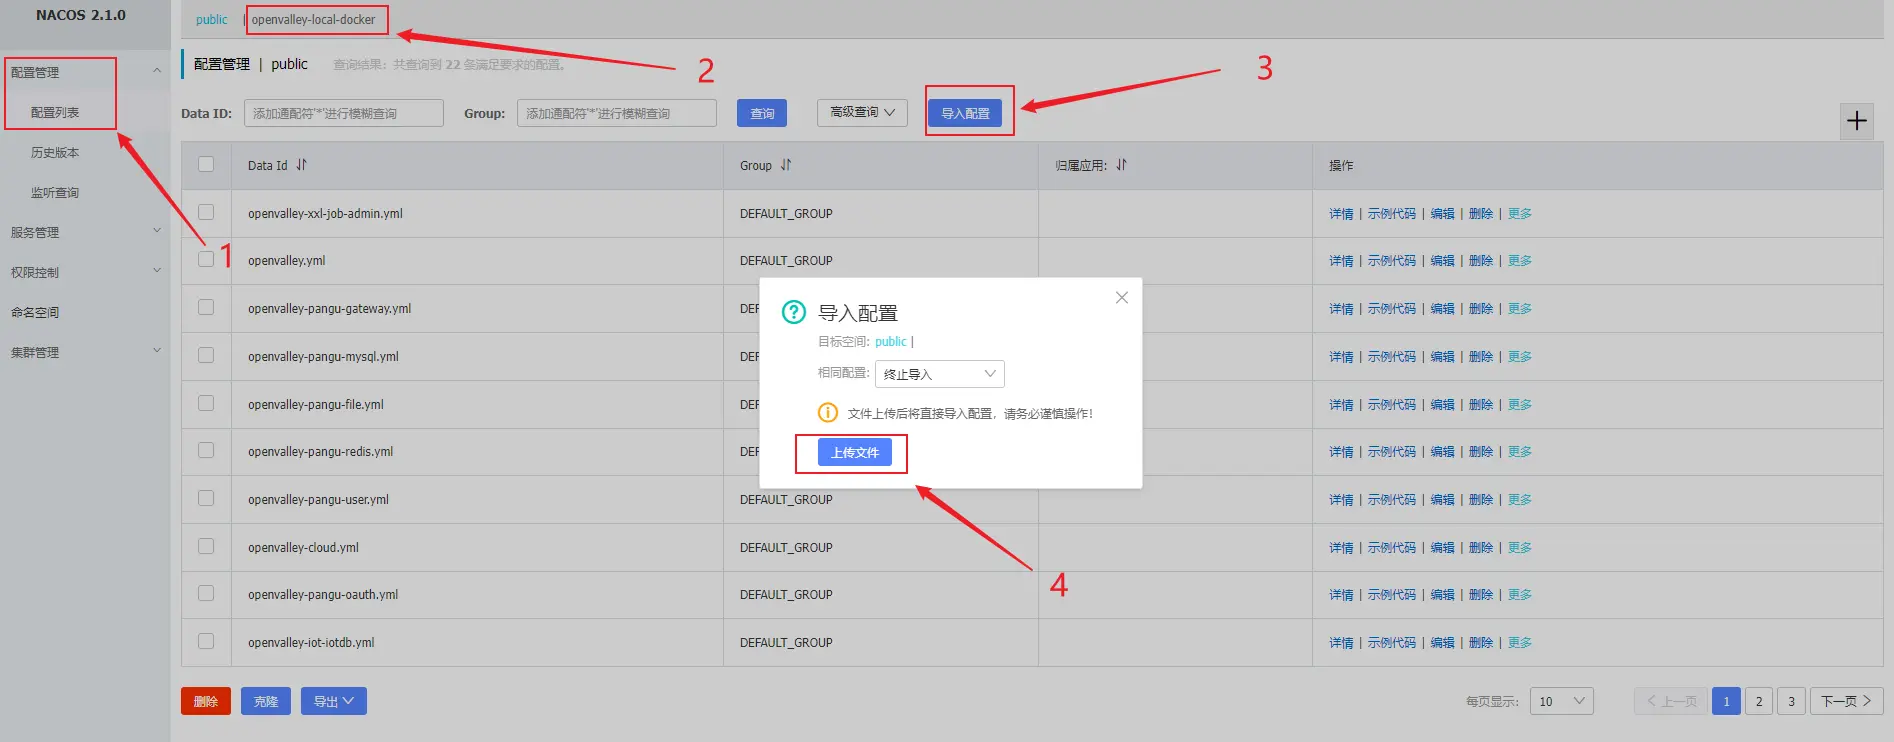 NACOS 2.1.0
public | openvalley-local-docker
2
3
配置管理
配置列表
历史版本
监听查询
服务管理
权限控制
命名空间
集群管理
1
配置管理 | public 查询结果：共查询到 22 条满足要求的配置。
Data ID: 添加通配符'*'进行模糊查询 Group: 添加通配符'*'进行模糊查询 查询 高级查询 导入配置
Data Id Group 归属应用: 操作
openvalley-xxl-job-admin.yml DEFAULT_GROUP 详情 | 示例代码 | 编辑 | 删除 | 更多
openvalley.yml DEFAULT_GROUP 详情 | 示例代码 | 编辑 | 删除 | 更多
openvalley-pangu-gateway.yml DEF 详情 | 示例代码 | 编辑 | 删除 | 更多
openvalley-pangu-mysql.yml DEF 详情 | 示例代码 | 编辑 | 删除 | 更多
openvalley-pangu-file.yml DEF 详情 | 示例代码 | 编辑 | 删除 | 更多
openvalley-pangu-redis.yml DEF 详情 | 示例代码 | 编辑 | 删除 | 更多
openvalley-pangu-user.yml DEFAULT_GROUP 详情 | 示例代码 | 编辑 | 删除 | 更多
openvalley-cloud.yml DEFAULT_GROUP 详情 | 示例代码 | 编辑 | 删除 | 更多
openvalley-pangu-oauth.yml DEFAULT_GROUP 详情 | 示例代码 | 编辑 | 删除 | 更多
openvalley-iot-iotdb.yml DEFAULT_GROUP 详情 | 示例代码 | 编辑 | 删除 | 更多
导入配置
目标空间: public |
相同配置: 终止导入
文件上传后将直接导入配置，请务必谨慎操作！
上传文件
4
删除 克隆 导出 每页显示: 10 上一页 1 2 3 下一页